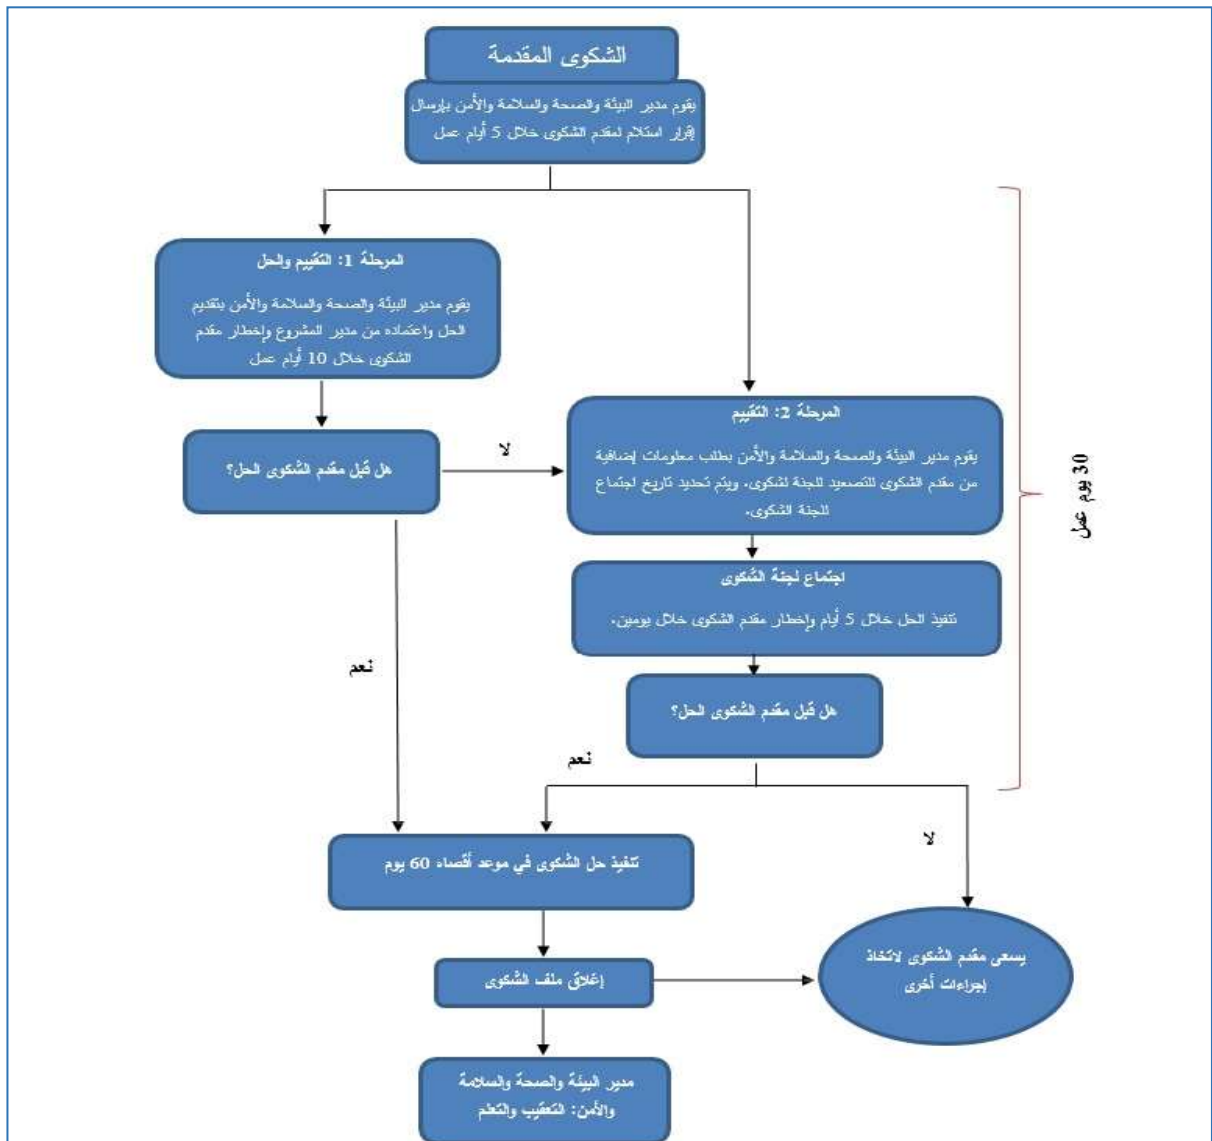 الشكوى المقدمة
يقوم مدير البيئة والصحة والسلامة والأمن بإرسال
إقرار استلام لمقدم الشكوى خلال 5 أيام عمل
المرحلة 1: التقييم والحل
يقوم مدير البيئة والصحة والسلامة والأمن بتقديم
الحل واعتماده من مدير المشروع وإخطار مقدم
الشكوى خلال 10 أيام عمل
هل قبل مقدم الشكوى الحل؟
لا
المرحلة 2: التقييم
يقوم مدير البيئة والصحة والسلامة والأمن بطلب معلومات إضافية
من مقدم الشكوى للتصعيد للجنة لشكوى. ويتم تحديد تاريخ اجتماع
للجنة الشكوى.
30 يوم عمل
اجتماع لجنة الشكوى
تنفيذ الحل خلال 5 أيام وإخطار مقدم الشكوى خلال يومين.
نعم
هل قبل مقدم الشكوى الحل؟
نعم
لا
تنفيذ حل الشكوى في موعد أقصاه 60 يوم
يسعى مقدم الشكوى لاتخاذ
إجراءات أخرى
إغلاق ملف الشكوى
مدير البيئة والصحة والسلامة
والأمن: التعقيب والتعلم